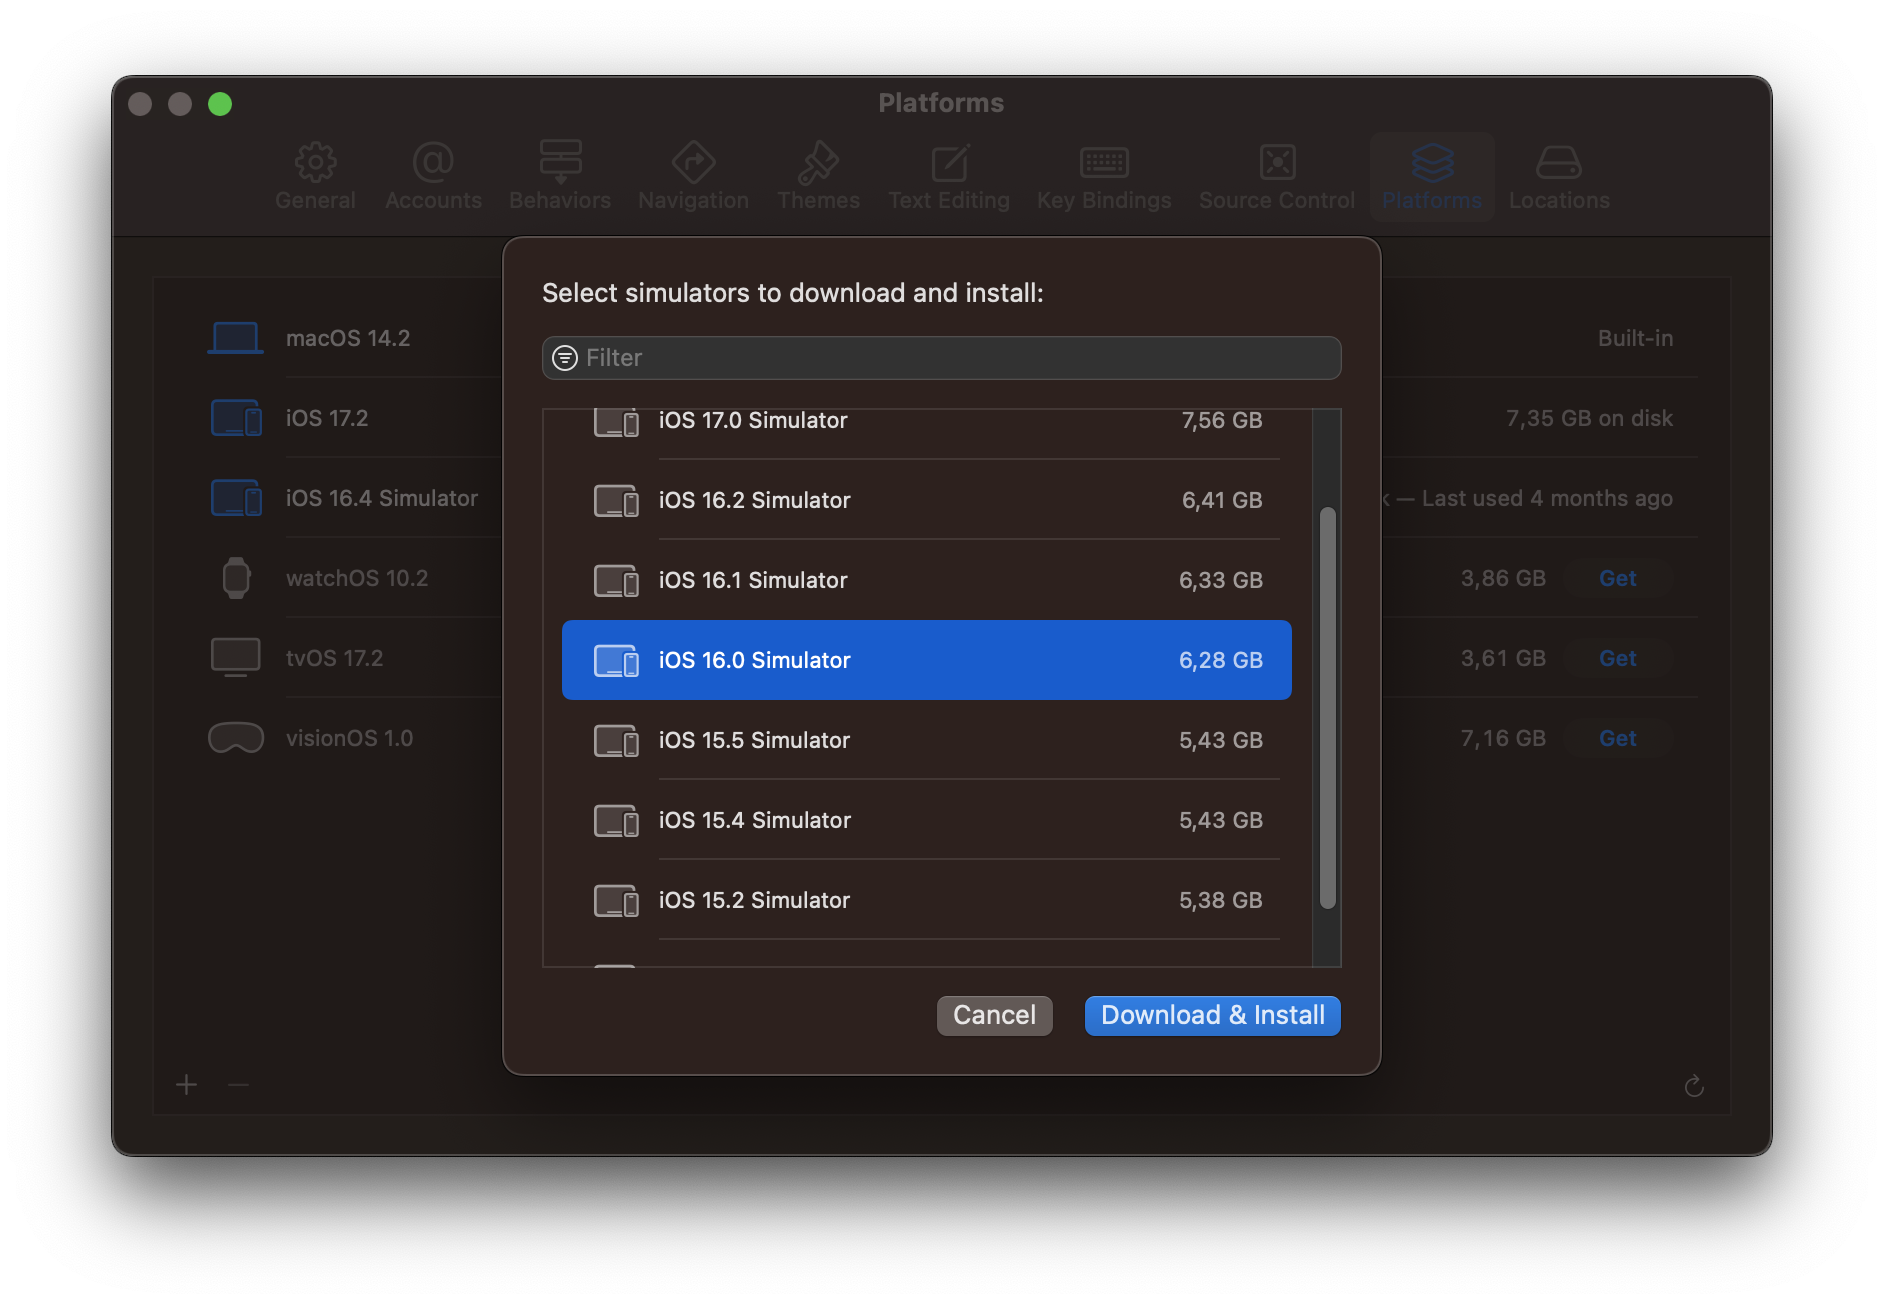 Platforms
General
Accounts
Behaviors
Navigation
Themes
Text Editing
Key Bindings
Source Control
Platforms
Locations
macOS 14.2
Built-in
iOS 17.2
7,35 GB on disk
iOS 16.4 Simulator
— Last used 4 months ago
watchOS 10.2
3,86 GB
Get
tvOS 17.2
3,61 GB
Get
visionOS 1.0
7,16 GB
Get
Select simulators to download and install:
Filter
iOS 17.0 Simulator
7,56 GB
iOS 16.2 Simulator
6,41 GB
iOS 16.1 Simulator
6,33 GB
iOS 16.0 Simulator
6,28 GB
iOS 15.5 Simulator
5,43 GB
iOS 15.4 Simulator
5,43 GB
iOS 15.2 Simulator
5,38 GB
Cancel
Download & Install